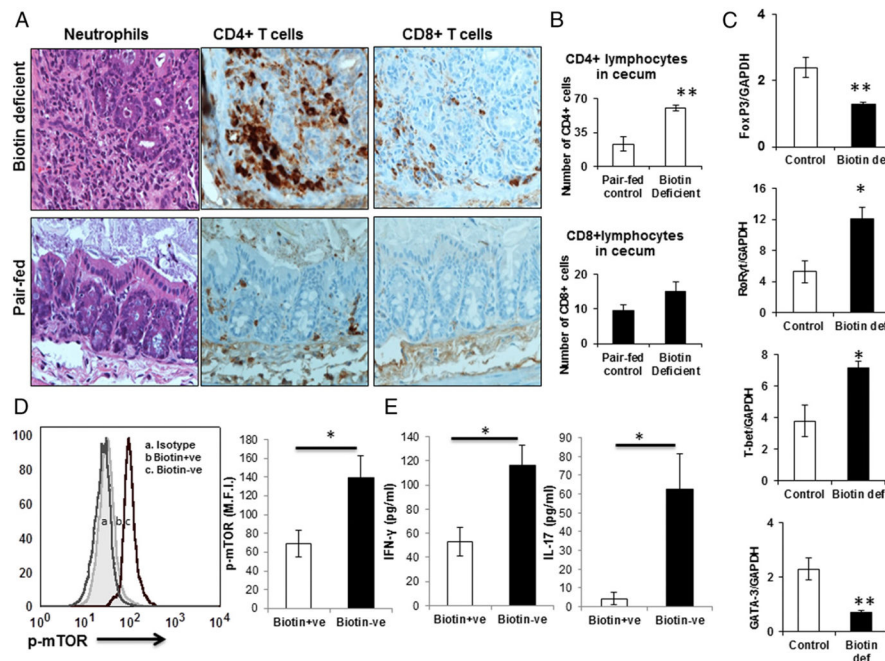 A
Neutrophils
CD4+ T cells
CD8+ T cells
Biotin deficient
Pair-fed
B
CD4+ lymphocytes
in cecum
Number of CD4+ cells
90
60
30
0
**
Pair-fed
control
Biotin
Deficient
CD8+lymphocytes
in cecum
Number of CD8+ cells
20
15
10
5
0
Pair-fed
control
Biotin
Deficient
C
FoxP3/GAPDH
4
2
0
**
Control
Biotin def
RoRγt/GAPDH
16
12
8
4
0
*
Control
Biotin def
T-bet/GAPDH
8
6
4
2
0
*
Control
Biotin def
GATA-3/GAPDH
4
2
0
**
Control
Biotin
def
D
100
80
60
40
20
0
a. Isotype
b Biotin+ve
c. Biotin-ve
a b c
10⁰ 10¹ 10² 10³ 10⁴
p-mTOR
p-mTOR (M.F.I.)
180
160
140
120
100
80
60
40
20
0
*
Biotin+ve
Biotin-ve
E
IFN-γ (pg/ml)
140
120
100
80
60
40
20
0
*
Biotin+ve
Biotin-ve
IL-17 (pg/ml)
90
80
70
60
50
40
30
20
10
0
*
Biotin+ve
Biotin-ve